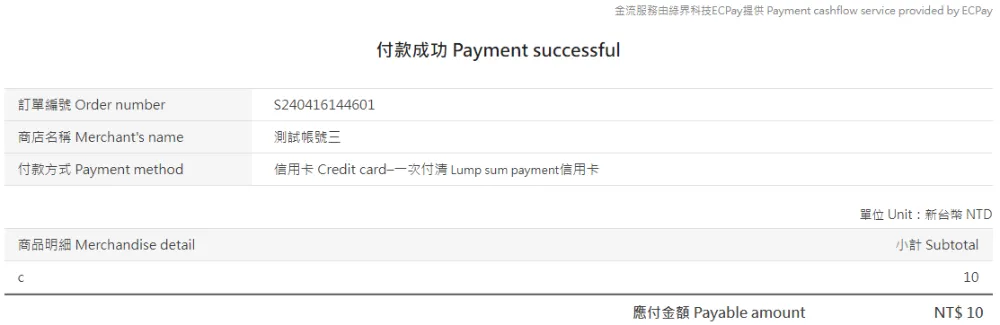 金流服務由綠界科技ECPay提供 Payment cashflow service provided by ECPay
付款成功 Payment successful
訂單編號 Order number S240416144601
商店名稱 Merchant's name 測試帳號三
付款方式 Payment method 信用卡 Credit card–一次付清 Lump sum payment信用卡
單位 Unit：新台幣 NTD
商品明細 Merchandise detail 小計 Subtotal
c 10
應付金額 Payable amount NT$ 10